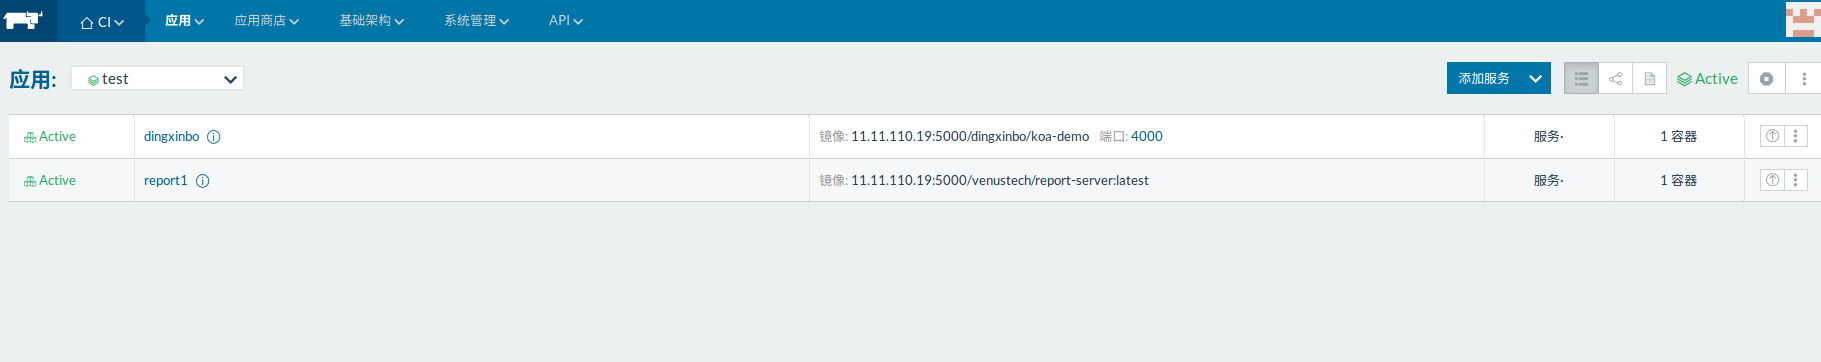 CI 应用 应用商店 基础架构 系统管理 API
应用: test 添加服务 Active
Active dingxinbo 镜像: 11.11.110.19:5000/dingxinbo/koa-demo 端口: 4000 服务· 1 容器
Active report1 镜像: 11.11.110.19:5000/venustech/report-server:latest 服务· 1 容器